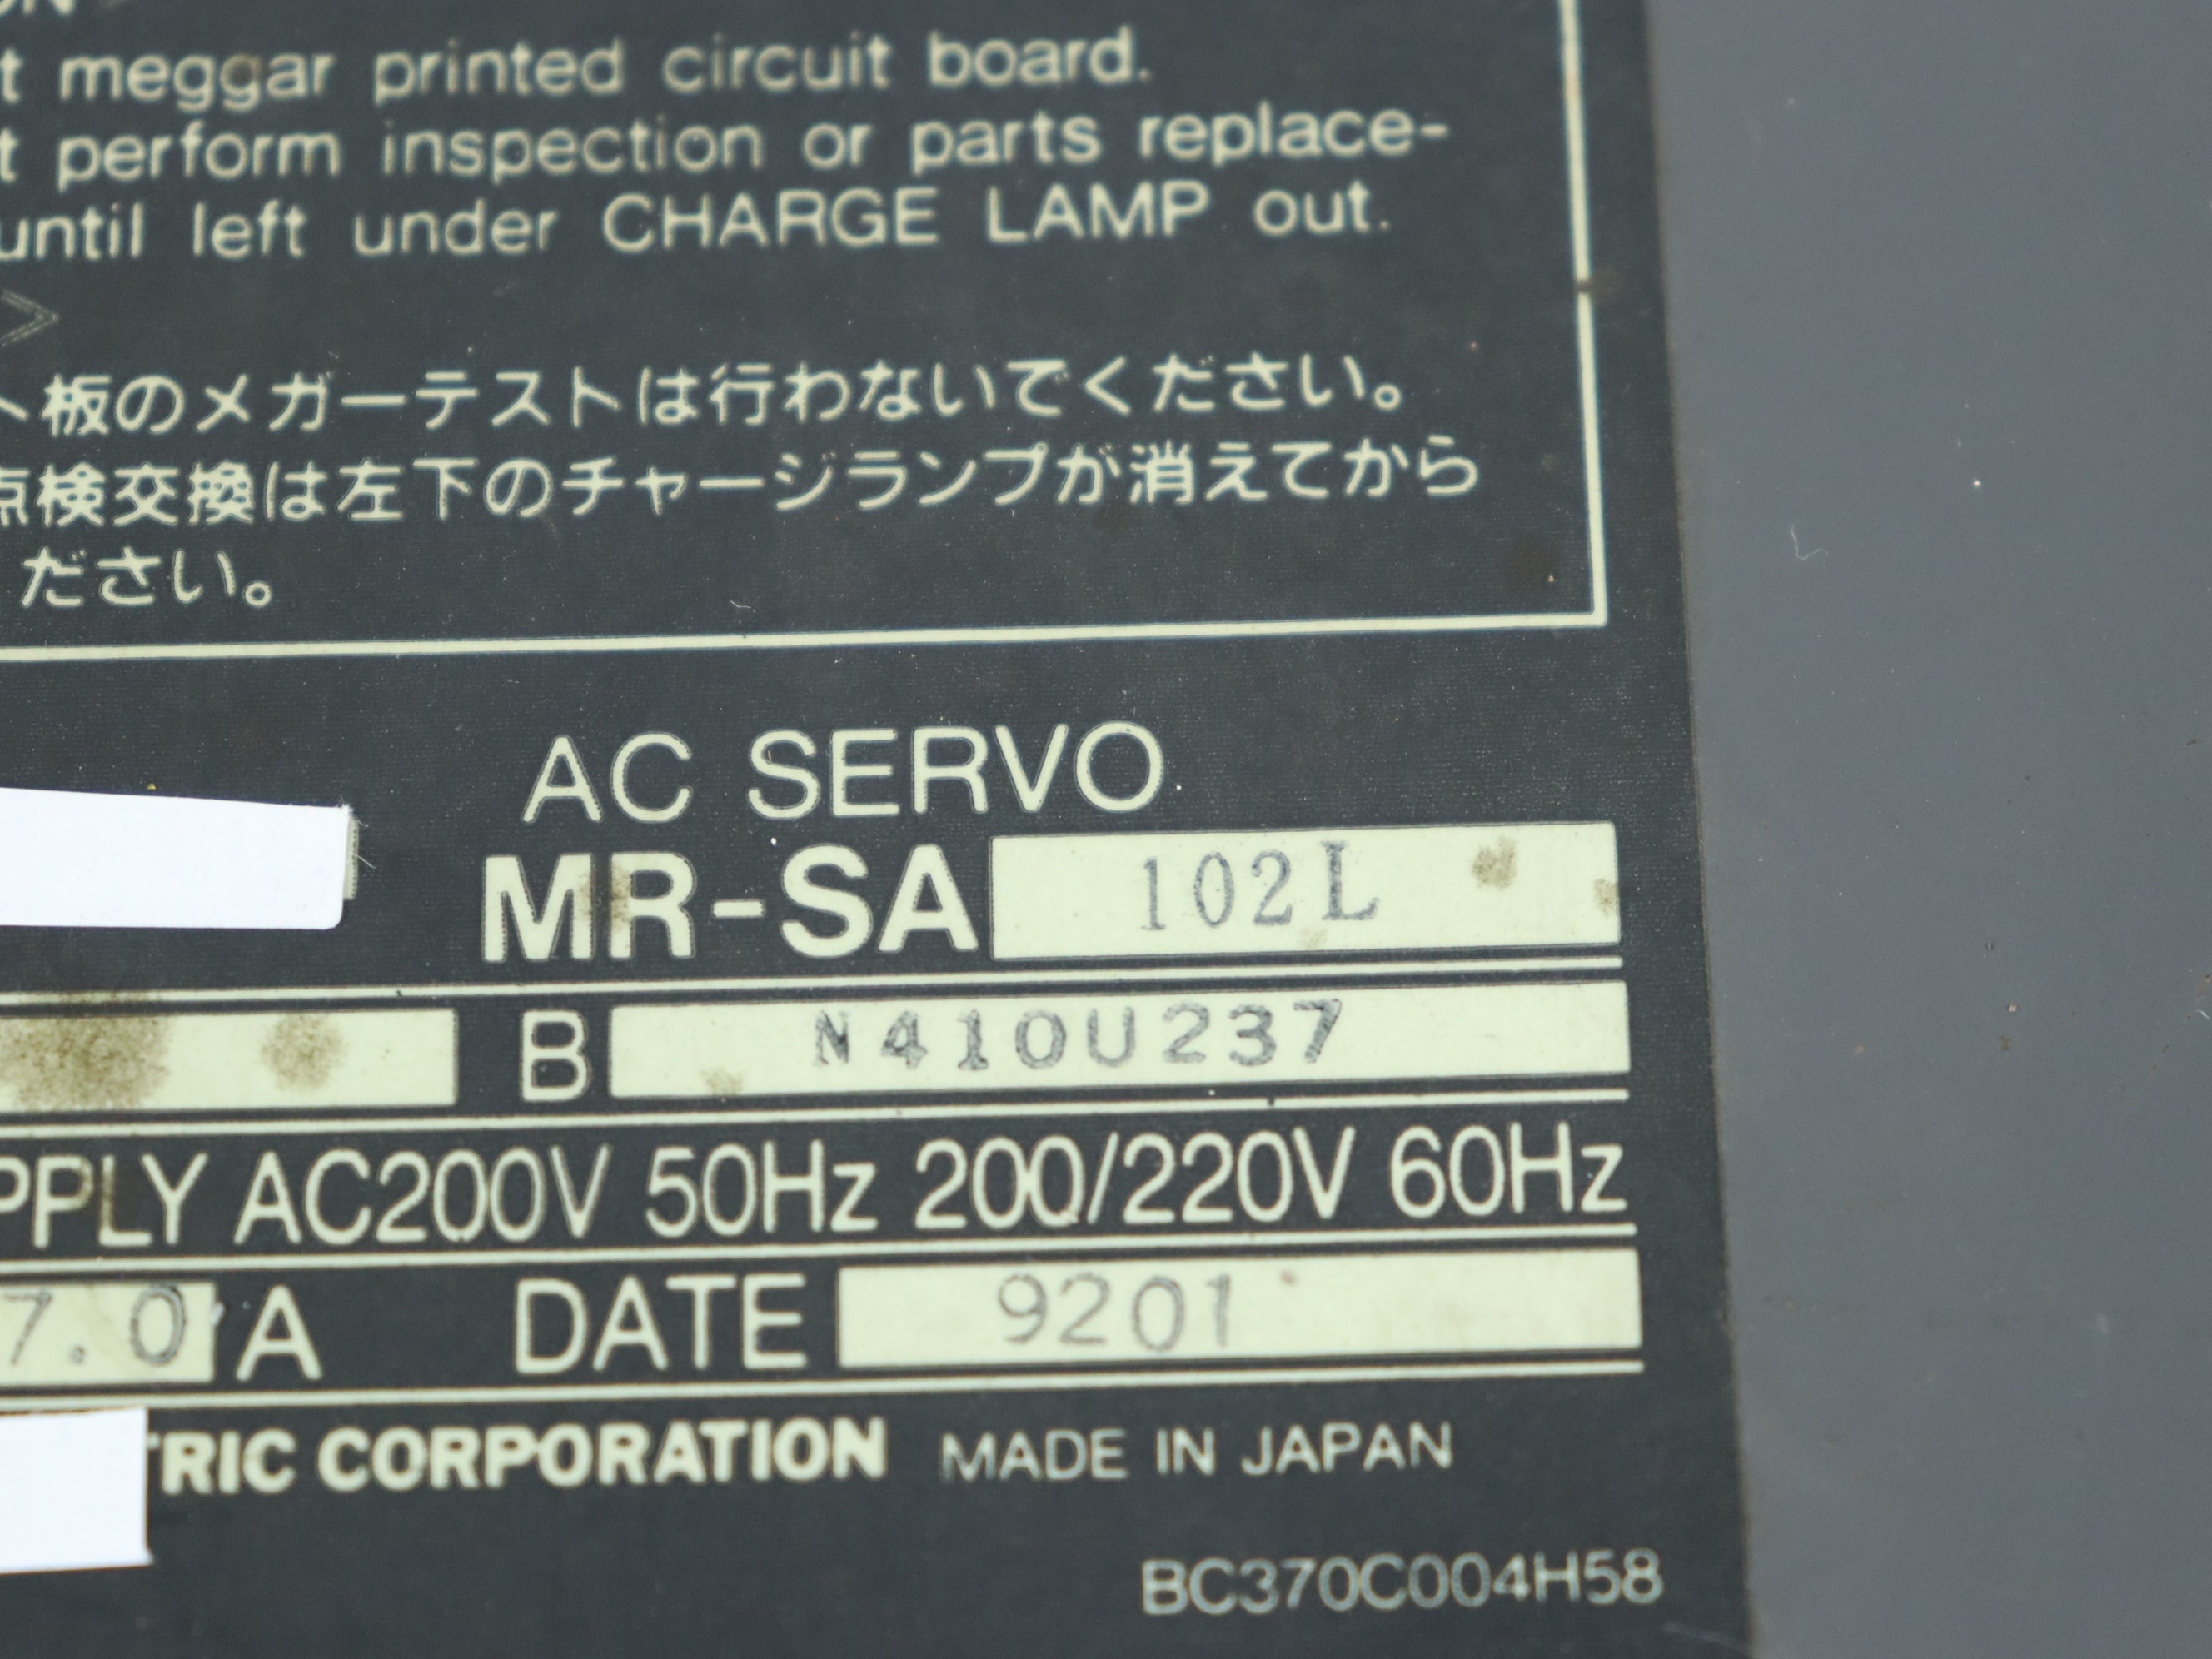 ON
t meggar printed circuit board.
t perform inspection or parts replace-
until left under CHARGE LAMP out.
ト板のメガーテストは行わないでください。
点検交換は左下のチャージランプが消えてから
ださい。
AC SERVO
MR-SA 102L
B N410U237
PPLY AC200V 50Hz 200/220V 60Hz
7.0 A DATE 9201
TRIC CORPORATION MADE IN JAPAN
BC370C004H58